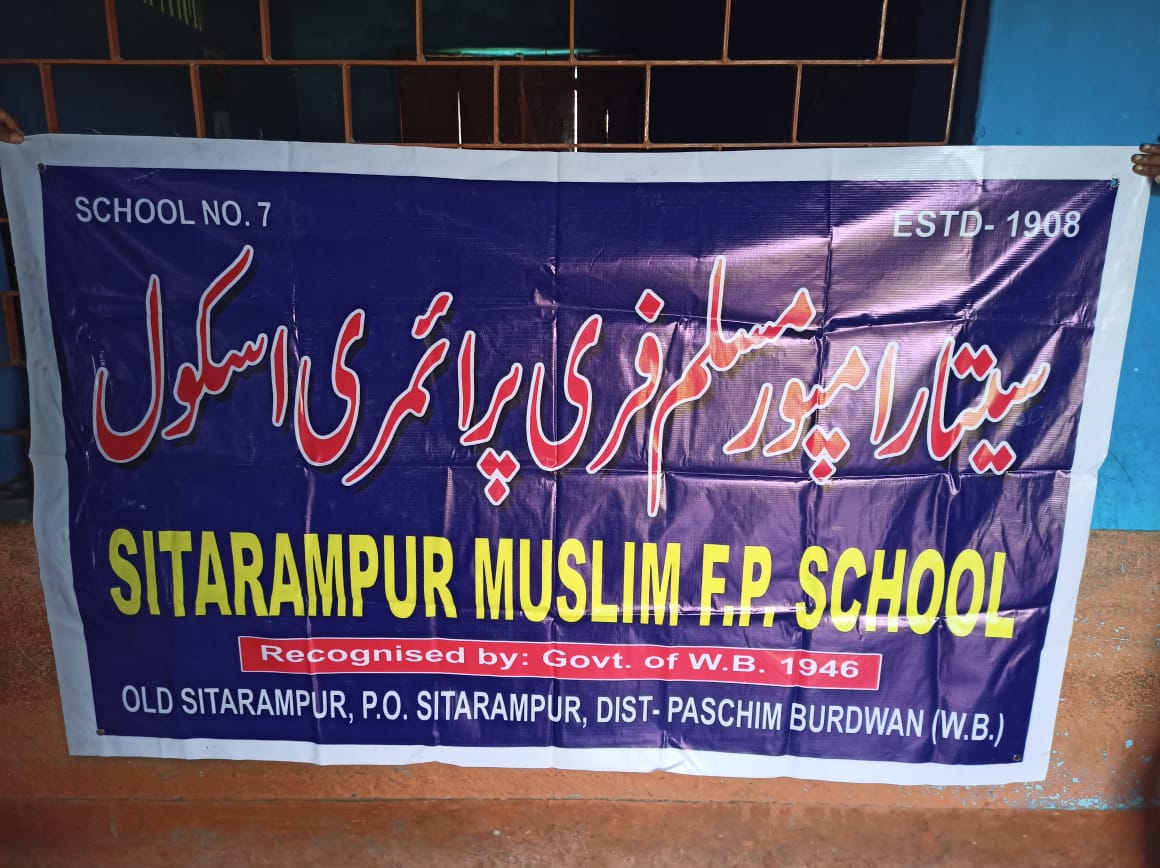 SCHOOL NO. 7
ESTD- 1908
سیتارامپور مسلم فری پرائمری اسکول
SITARAMPUR MUSLIM F.P. SCHOOL
Recognised by: Govt. of W.B. 1946
OLD SITARAMPUR, P.O. SITARAMPUR, DIST- PASCHIM BURDWAN (W.B.)